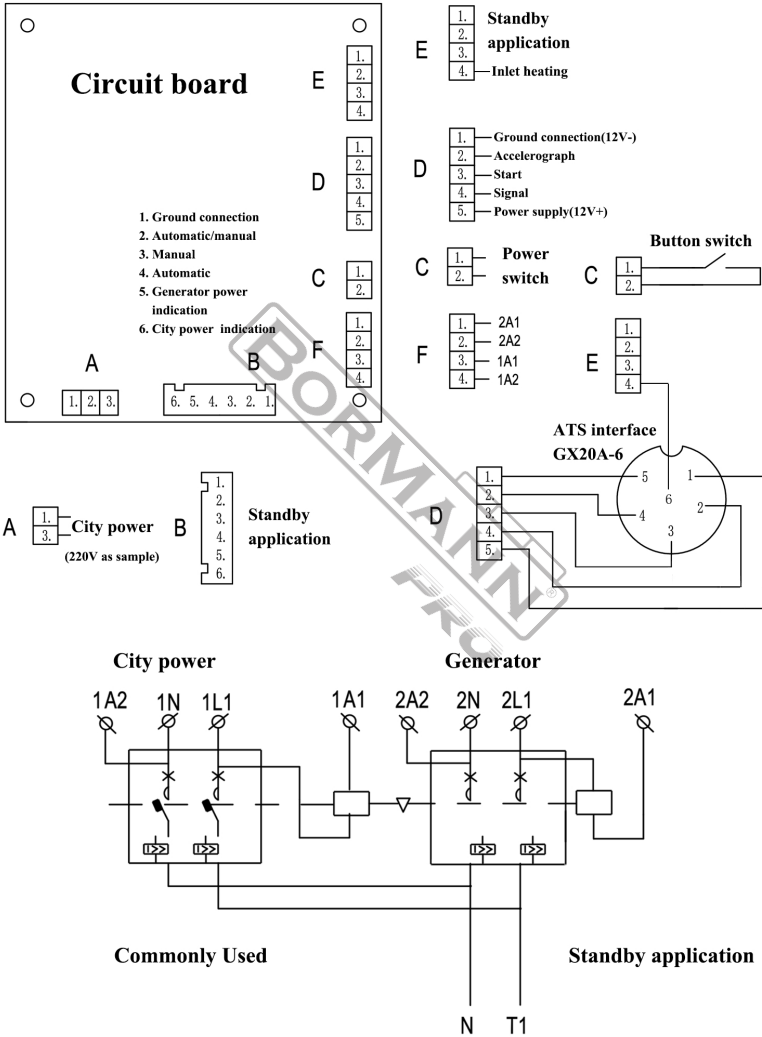 Circuit board
E
1.
2.
3.
4.
D
1.
2.
3.
4.
5.
1. Ground connection
2. Automatic/manual
3. Manual
4. Automatic
5. Generator power
indication
6. City power indication
C
1.
2.
F
1.
2.
3.
4.
A
1. 2. 3.
B
6. 5. 4. 3. 2. 1.
E
1.
2.
3.
4.
Standby
application
Inlet heating
D
1.
2.
3.
4.
5.
Ground connection(12V-)
Accelerograph
Start
Signal
Power supply(12V+)
C
1.
2.
Power
switch
Button switch
C
1.
2.
F
1. 2A1
2. 2A2
3. 1A1
4. 1A2
E
1.
2.
3.
4.
ATS interface
GX20A-6
5 1
6
4 2
3
D
1.
2.
3.
4.
5.
A
1.
3.
City power
(220V as sample)
B
1.
2.
3.
4.
5.
6.
Standby
application
BORMANN®
PRO
City power
Generator
1A2 1N 1L1 1A1 2A2 2N 2L1 2A1
I>> I>> I>> I>>
Commonly Used
Standby application
N T1